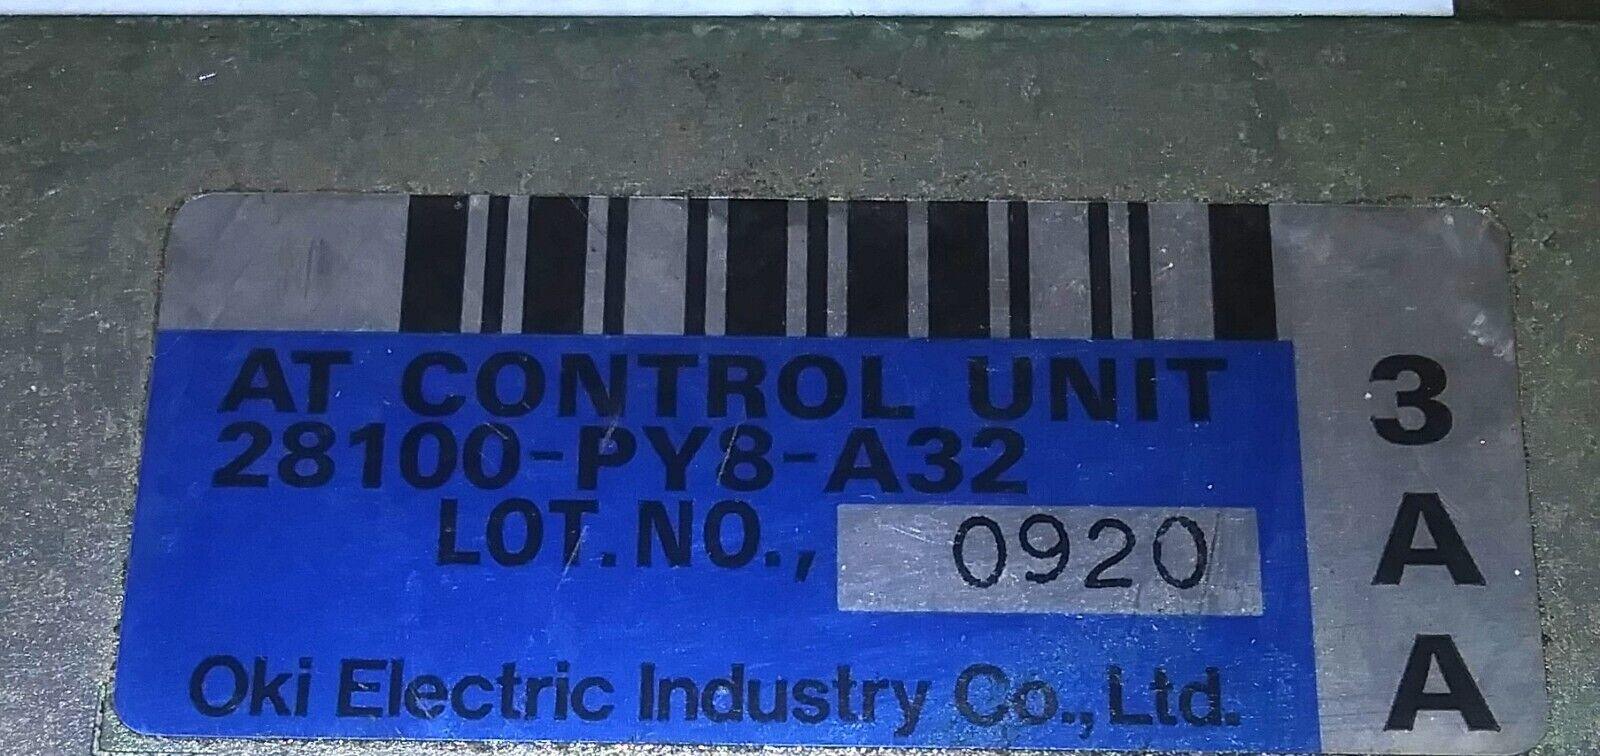 AT CONTROL UNIT
28100-PY8-A32
LOT.NO., 0920
Oki Electric Industry Co., Ltd.
3
A
A